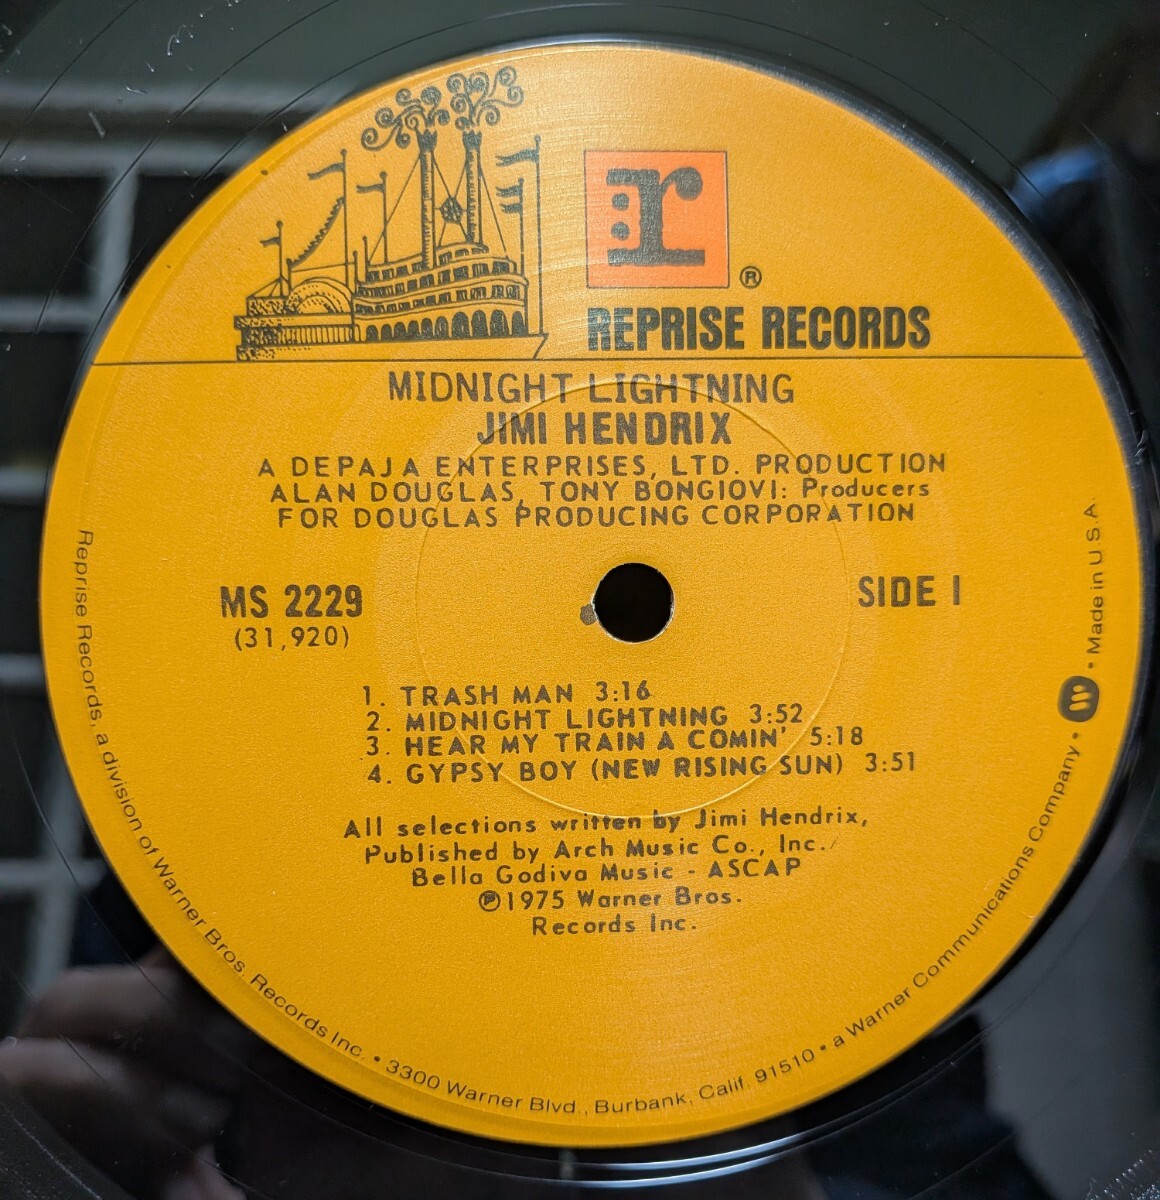 r
®
REPRISE RECORDS
MIDNIGHT LIGHTNING
JIMI HENDRIX
A DEPAJA ENTERPRISES, LTD. PRODUCTION
ALAN DOUGLAS, TONY BONGIOVI: Producers
FOR DOUGLAS PRODUCING CORPORATION
MS 2229
(31,920)
SIDE 1
1. TRASH MAN 3:16
2. MIDNIGHT LIGHTNING 3:52
3. HEAR MY TRAIN A COMIN' 5:18
4. GYPSY BOY (NEW RISING SUN) 3:51
All selections written by Jimi Hendrix,
Published by Arch Music Co., Inc./
Bella Godiva Music - ASCAP
℗1975 Warner Bros.
Records Inc.
Reprise Records, a division of Warner Bros. Records Inc. • 3300 Warner Blvd., Burbank, Calif. 91510 • a Warner Communications Company • W • Made in U.S.A.